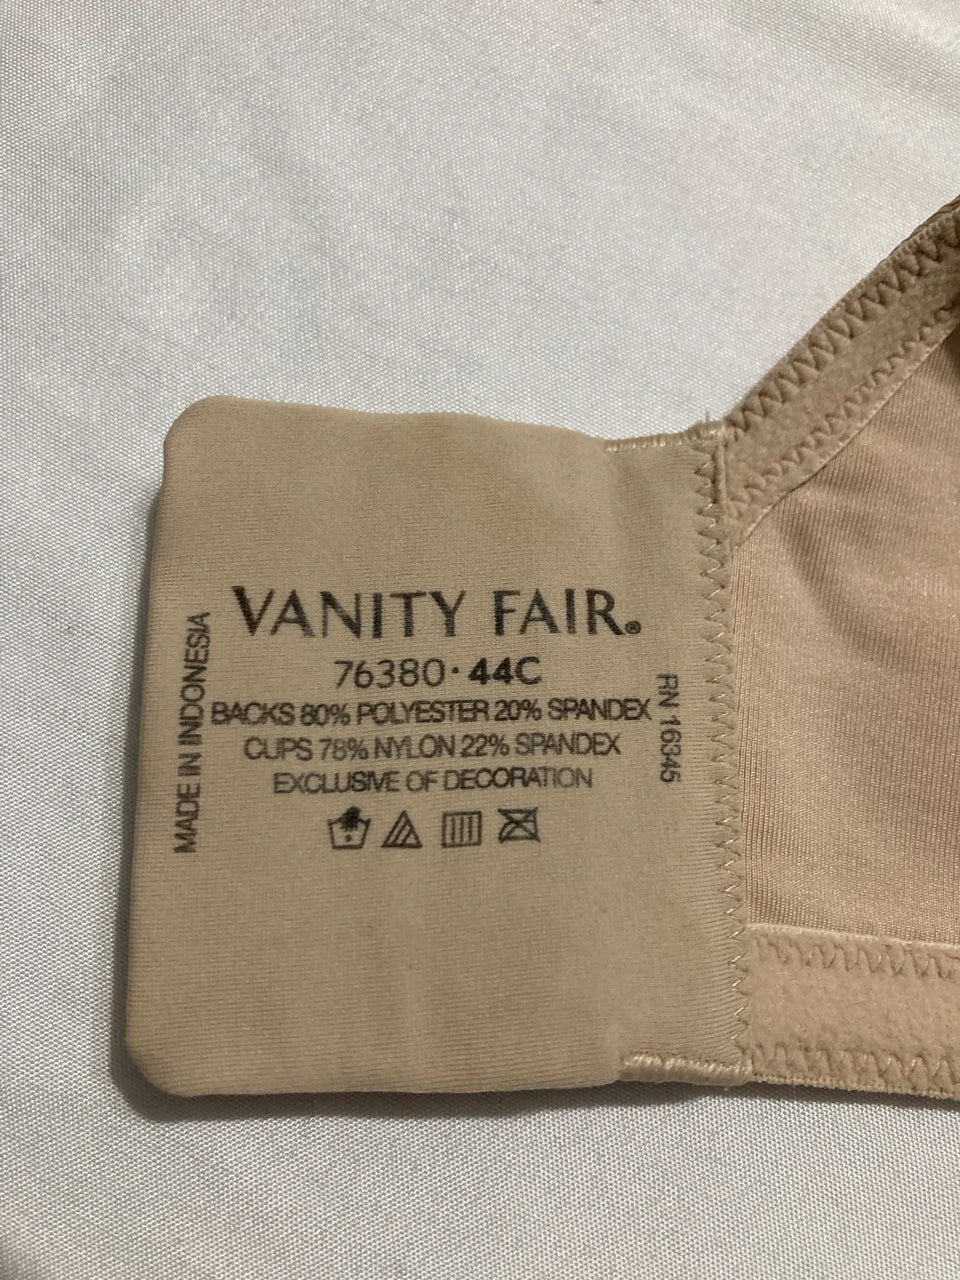 VANITY FAIR®
76380 · 44C
BACKS 80% POLYESTER 20% SPANDEX
CUPS 78% NYLON 22% SPANDEX
EXCLUSIVE OF DECORATION
MADE IN INDONESIA
RN 16345